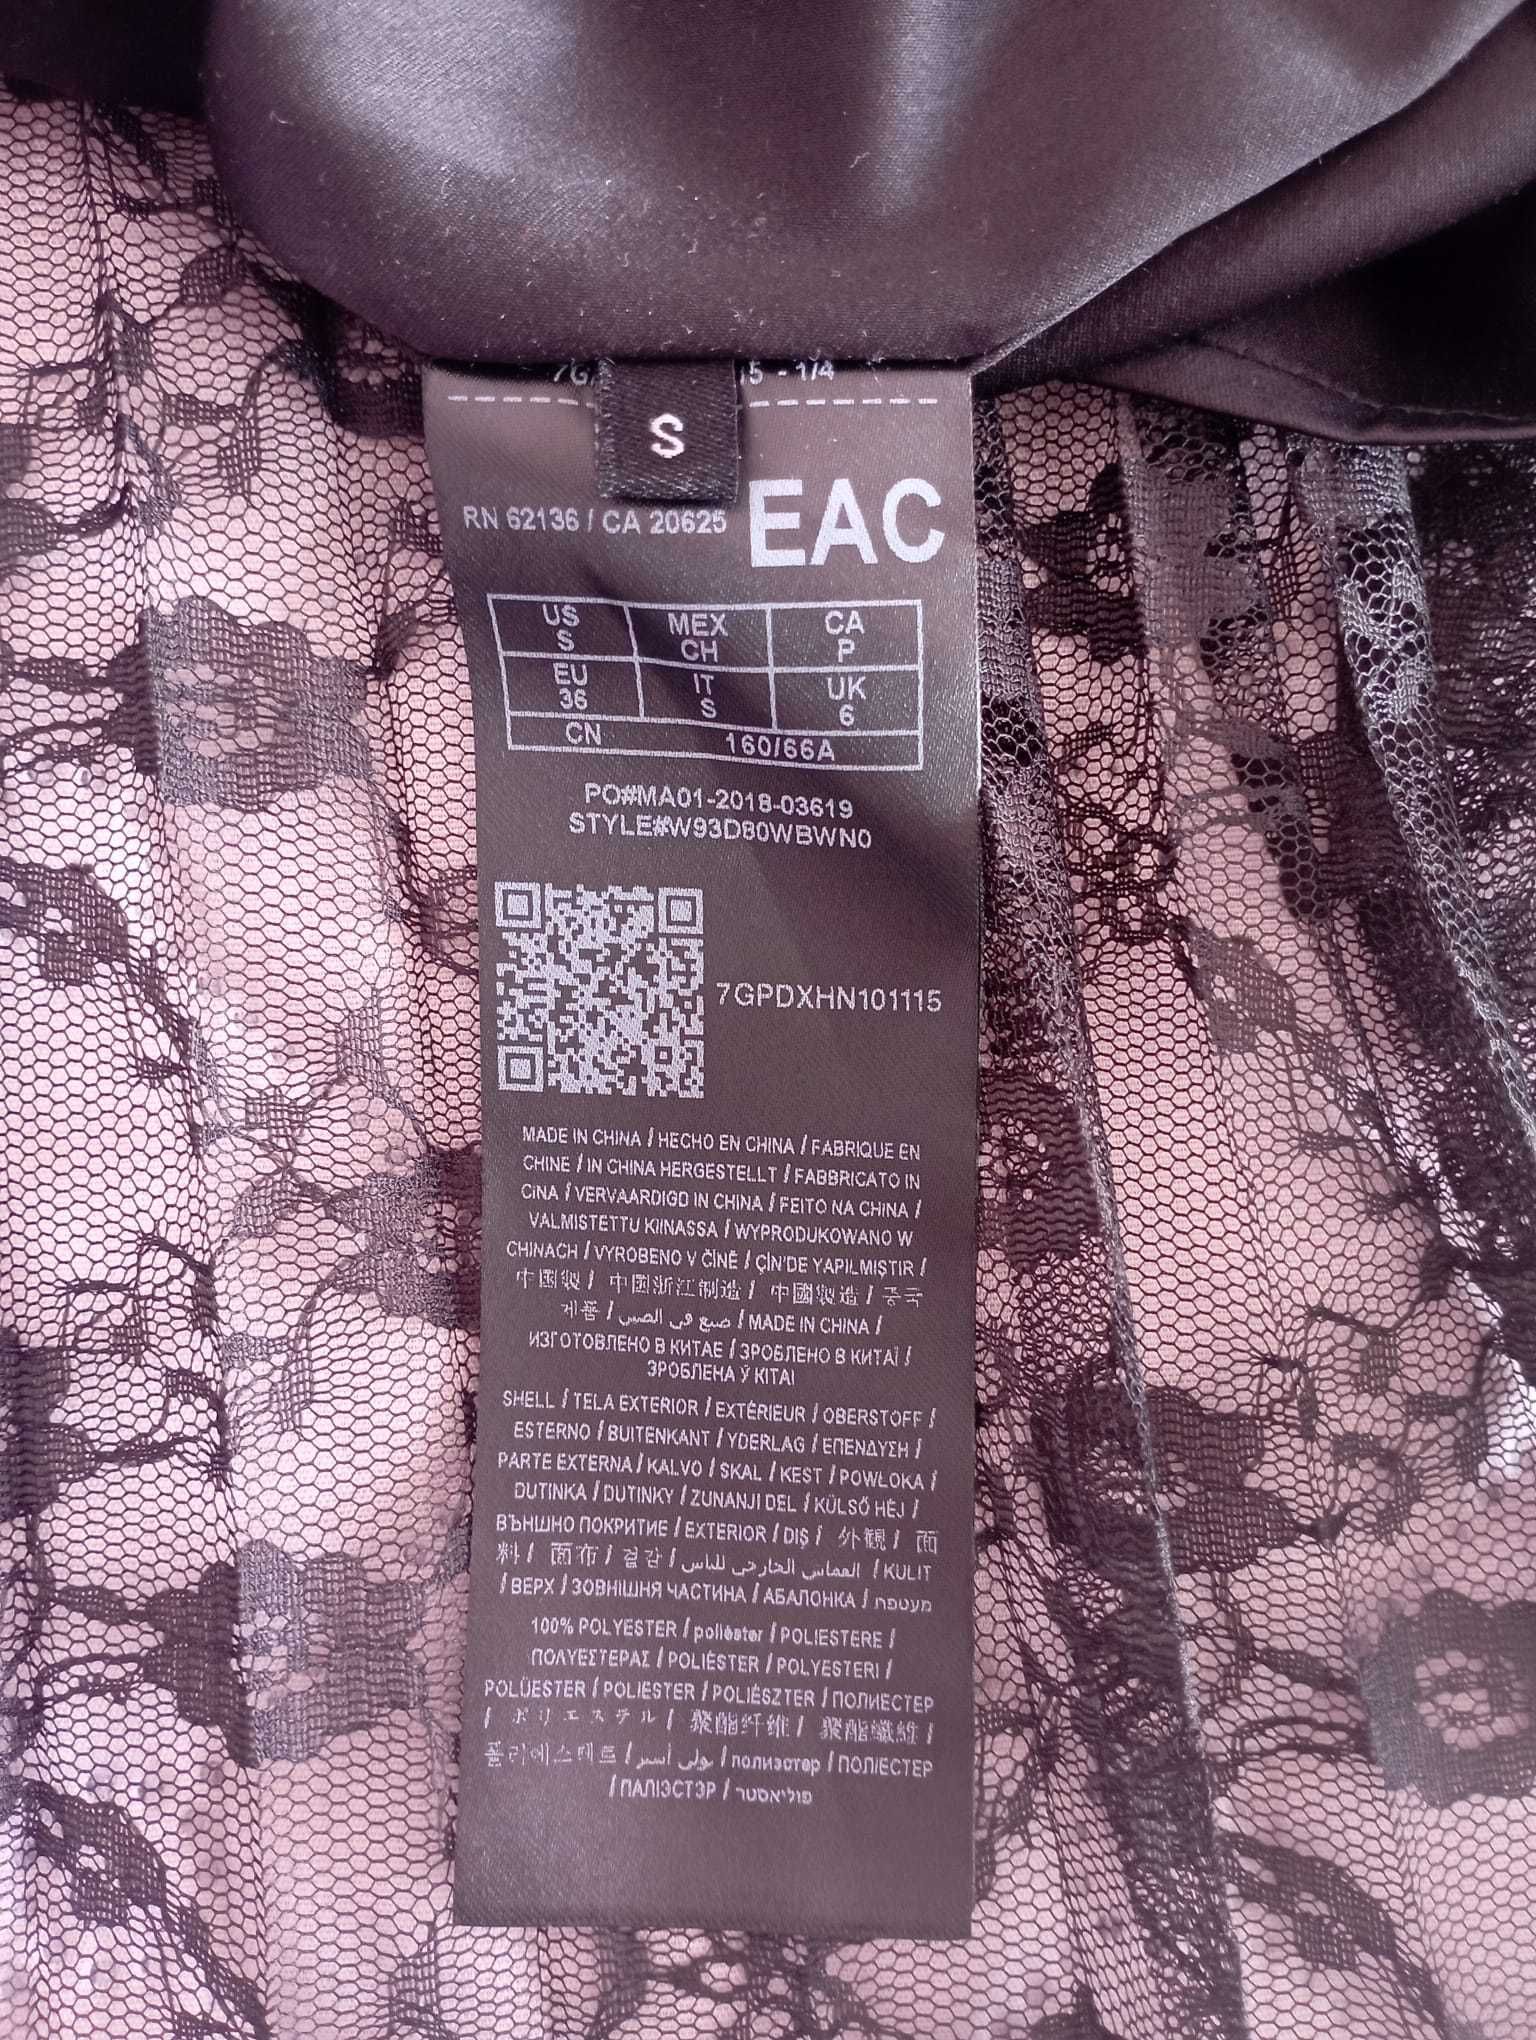 S
RN 62136 / CA 20625
EAC
US MEX CA
S CH P
EU IT UK
36 S 6
CN 160/66A
PO#MA01-2018-03619
STYLE#W93D80WBWN0
7GPDXHN101115
MADE IN CHINA / HECHO EN CHINA / FABRIQUE EN
CHINE / IN CHINA HERGESTELLT / FABBRICATO IN
CINA / VERVAARDIGD IN CHINA / FEITO NA CHINA /
VALMISTETTU KIINASSA / WYPRODUKOWANO W
CHINACH / VYROBENO V ČÍNĚ / ÇİN'DE YAPILMIŞTIR /
中国製 / 中國浙江制造 / 中國製造 / 중국
제품 / صنع في الصين / MADE IN CHINA /
ИЗГОТОВЛЕНО В КИТАЕ / ЗРОБЛЕНО В КИТАЇ /
ЗРОБЛЕНА Ў КІТАІ
SHELL / TELA EXTERIOR / EXTÉRIEUR / OBERSTOFF /
ESTERNO / BUITENKANT / YDERLAG / ΕΠΕΝΔΥΣΗ /
PARTE EXTERNA / KALVO / SKAL / KEST / POWŁOKA /
DUTINKA / DUTINKY / ZUNANJI DEL / KÜLSŐ HÉJ /
ВЪНШНО ПОКРИТИЕ / EXTERIOR / DIŞ / 外観 / 面
料 / 面布 / 겉감 / القماش الخارجي للباس / KULIT
/ ВЕРХ / ЗОВНІШНЯ ЧАСТИНА / АБАЛОНКА / מעטפת
100% POLYESTER / poliéster / POLIESTERE /
ΠΟΛΥΕΣΤΕΡΑΣ / POLIÉSTER / POLYESTERI /
POLÜESTER / POLIESTER / POLIÉSZTER / ПОЛИЕСТЕР
/ ポリエステル / 聚酯纤维 / 聚酯纖維 /
폴리에스테르 / بولي أستر / полиэстер / ПОЛІЕСТЕР
/ ПАЛІЭСТЭР / פוליאסטר